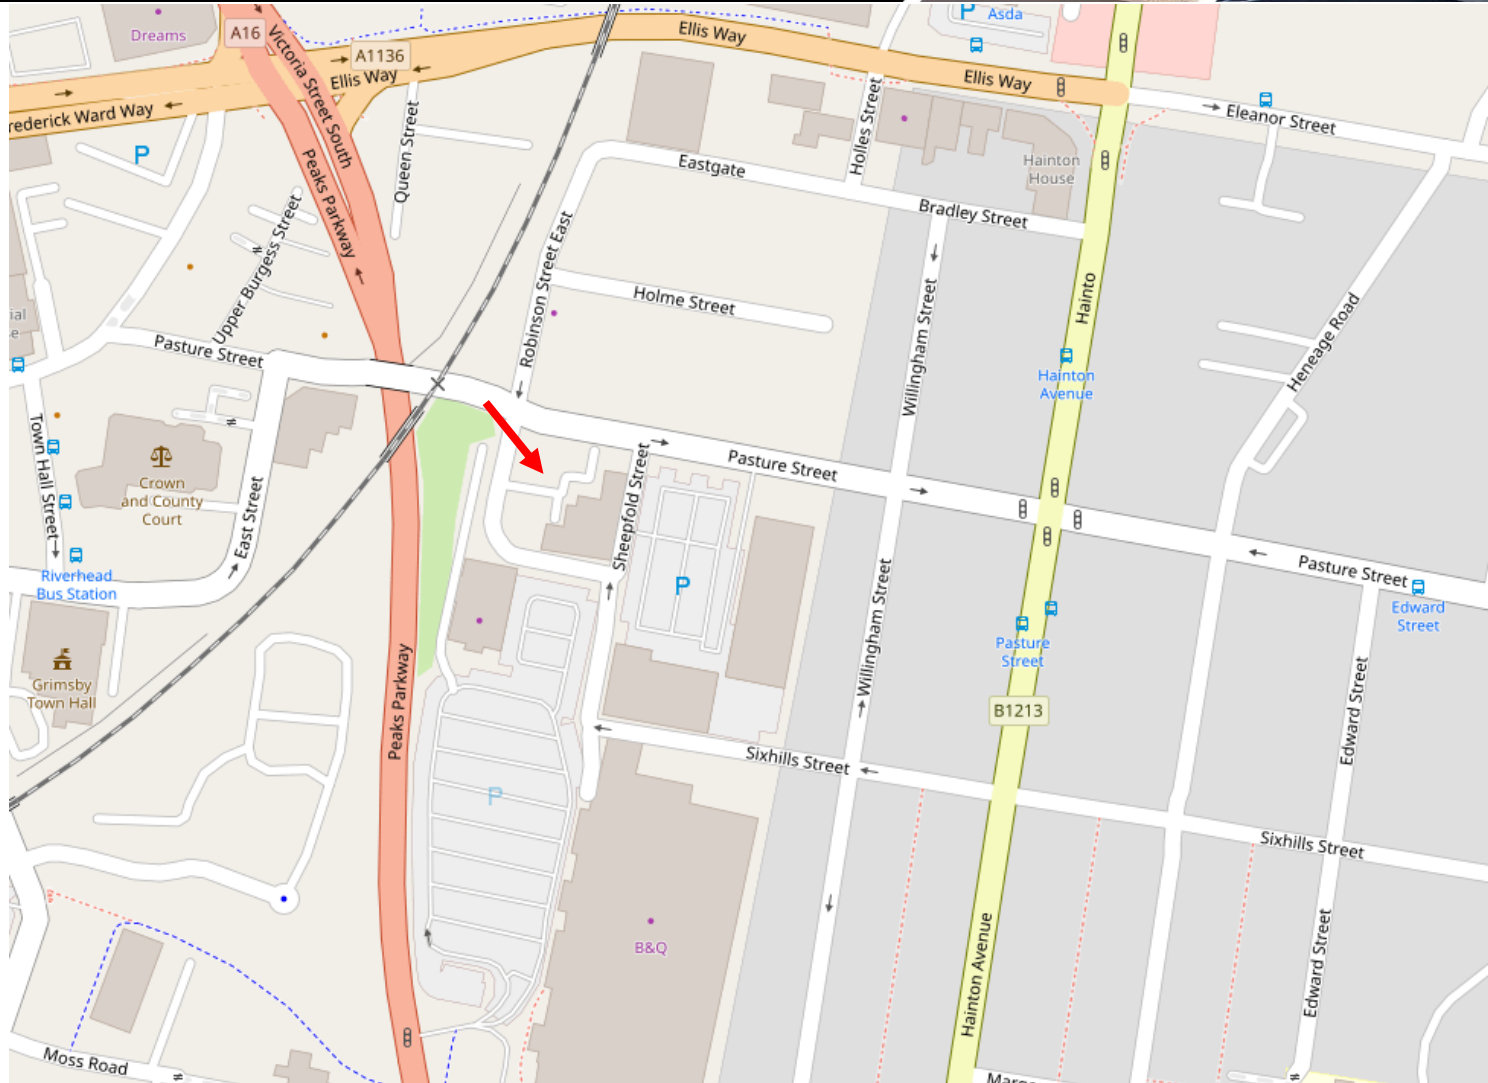 Dreams
A16
Victoria Street South
A1136
Ellis Way
Ellis Way
Asda
P
Ellis Way
rederick Ward Way
P
Eleanor Street
Queen Street
Peaks Parkway
Holles Street
Hainton
House
Eastgate
Bradley Street
Upper Burgess Street
Robinson Street East
Holme Street
Willingham Street
Hainto
Heneage Road
ial
e
Pasture Street
Hainton
Avenue
Town Hall Street
Crown
and County
Court
East Street
Sheepfold Street
Pasture Street
Riverhead
Bus Station
P
Willingham Street
Pasture Street
Edward
Street
Pasture
Street
Grimsby
Town Hall
Peaks Parkway
B1213
Edward Street
Sixhills Street
P
Sixhills Street
B&Q
Hainton Avenue
Edward Street
Moss Road